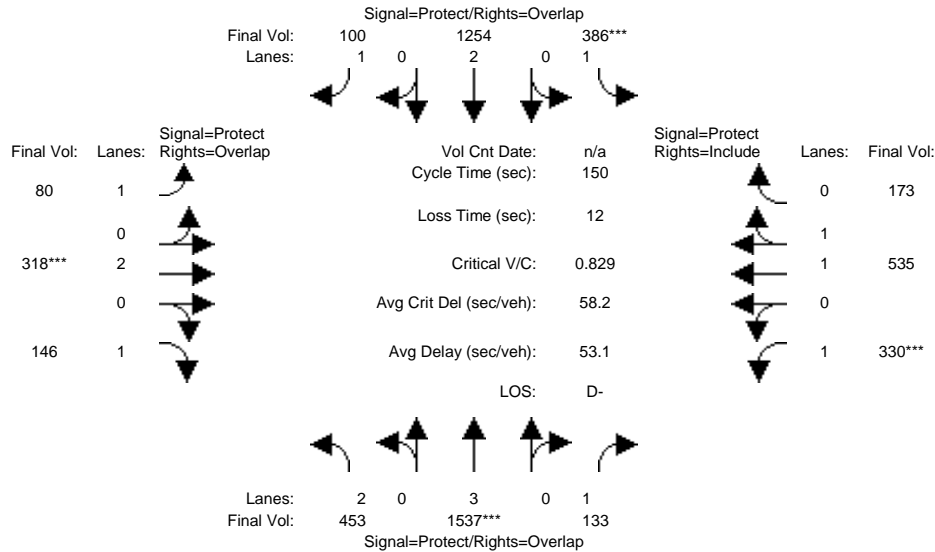 Signal=Protect/Rights=Overlap
Final Vol: 100 1254 386***
Lanes: 1 0 2 0 1
Signal=Protect
Final Vol: Lanes: Rights=Overlap
Vol Cnt Date: n/a
Signal=Protect
Rights=Include Lanes: Final Vol:
Cycle Time (sec): 150
80 1
0 173
Loss Time (sec): 12
0
1
318*** 2
Critical V/C: 0.829
1 535
0
Avg Crit Del (sec/veh): 58.2
0
146 1
Avg Delay (sec/veh): 53.1
1 330***
LOS: D-
Lanes: 2 0 3 0 1
Final Vol: 453 1537*** 133
Signal=Protect/Rights=Overlap